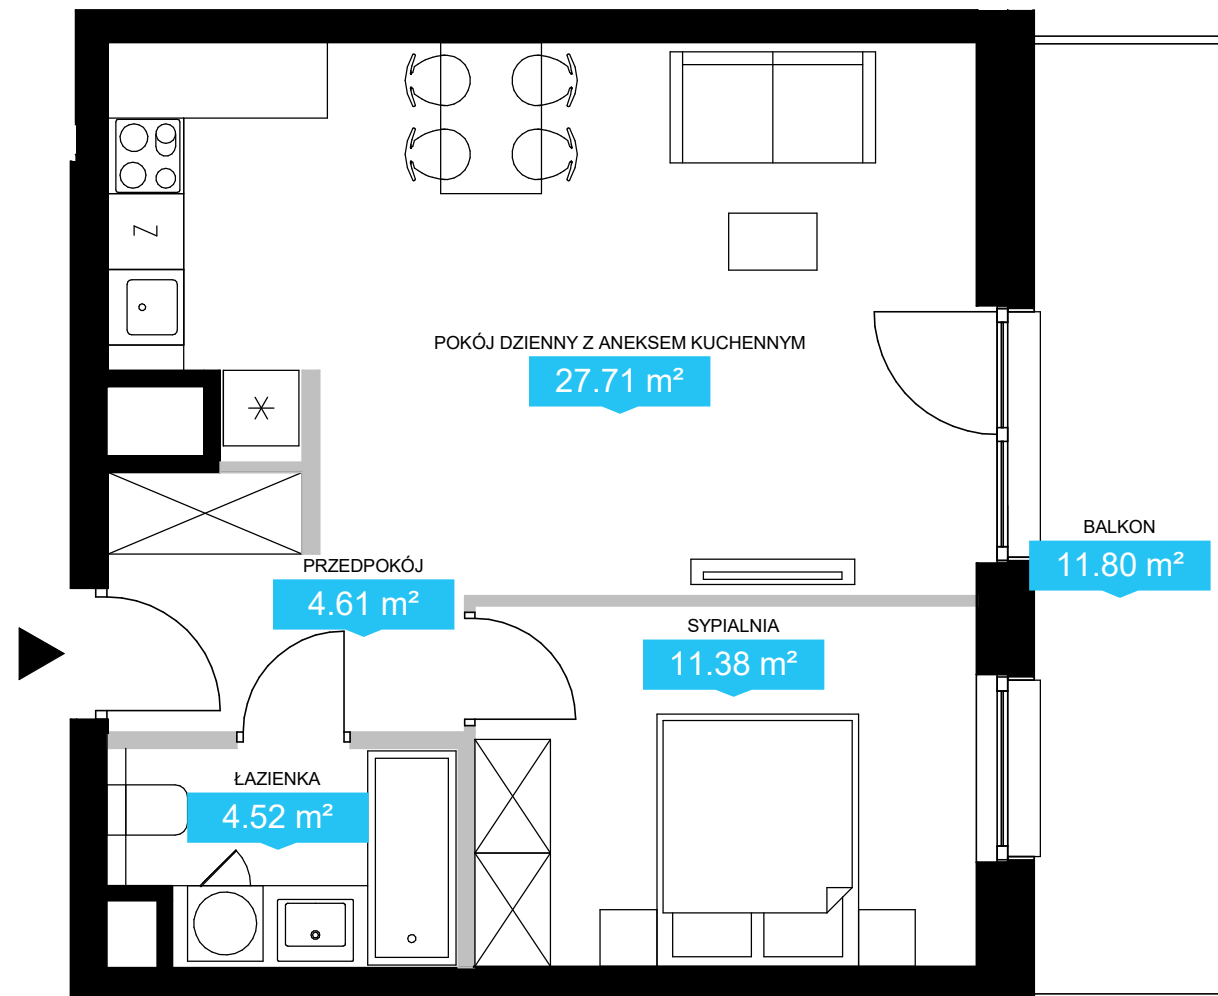 Z
POKÓJ DZIENNY Z ANEKSEM KUCHENNYM
27.71 m²
BALKON
11.80 m²
PRZEDPOKÓJ
4.61 m²
SYPIALNIA
11.38 m²
ŁAZIENKA
4.52 m²